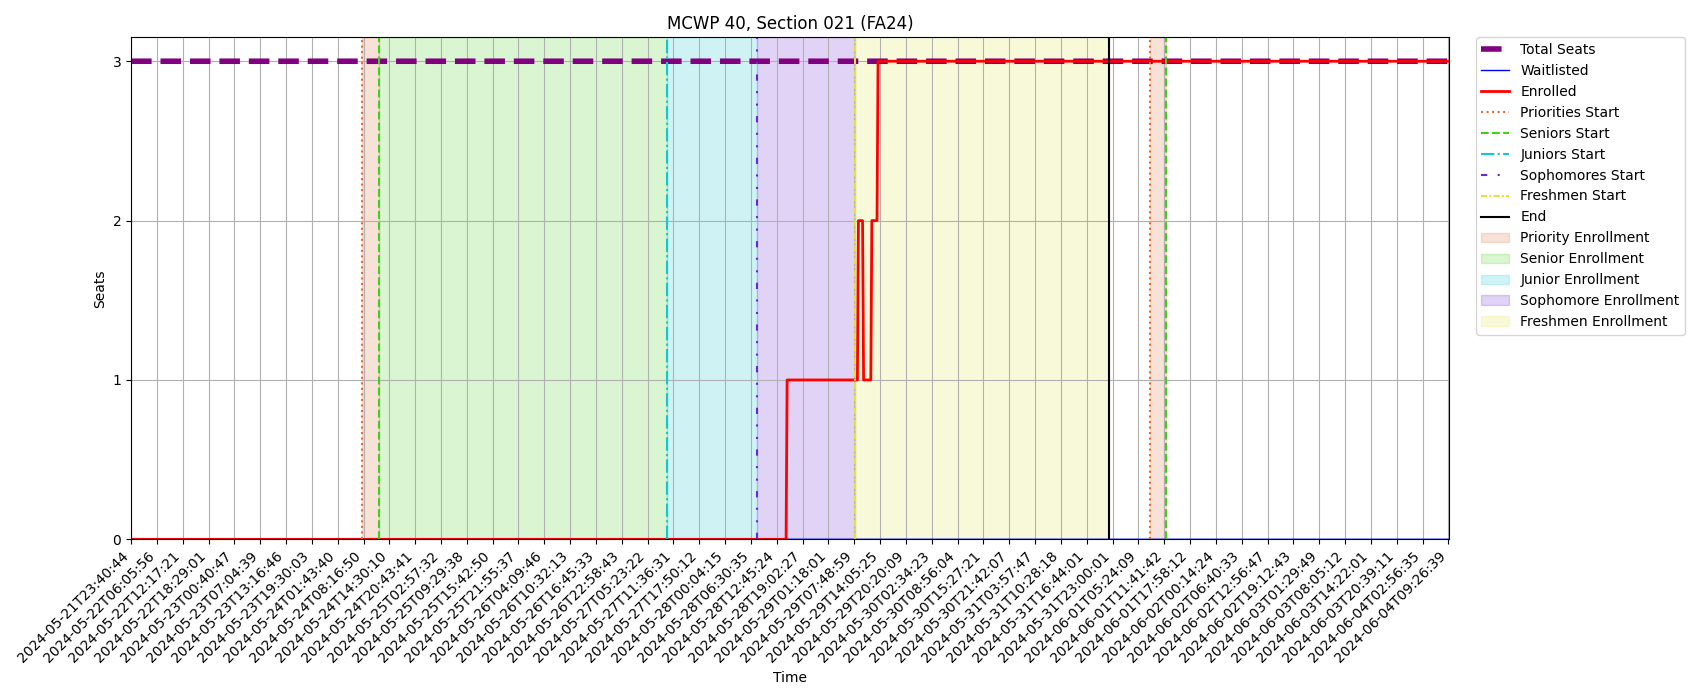 MCWP 40, Section 021 (FA24)
Seats
3
2
1
0
2024-05-21T23:40:44
2024-05-22T06:05:56
2024-05-22T12:17:21
2024-05-22T18:29:01
2024-05-23T00:40:47
2024-05-23T07:04:39
2024-05-23T13:16:46
2024-05-23T19:30:03
2024-05-24T01:43:40
2024-05-24T08:16:50
2024-05-24T14:30:10
2024-05-24T20:43:41
2024-05-25T02:57:32
2024-05-25T09:29:38
2024-05-25T15:42:50
2024-05-25T21:55:37
2024-05-26T04:09:46
2024-05-26T10:32:13
2024-05-26T16:45:33
2024-05-26T22:58:43
2024-05-27T05:23:22
2024-05-27T11:36:31
2024-05-27T17:50:12
2024-05-28T00:04:15
2024-05-28T06:30:35
2024-05-28T12:45:24
2024-05-28T19:02:27
2024-05-29T01:18:01
2024-05-29T07:48:59
2024-05-29T14:05:25
2024-05-29T20:20:09
2024-05-30T02:34:23
2024-05-30T08:56:04
2024-05-30T15:27:21
2024-05-30T21:42:07
2024-05-31T03:57:47
2024-05-31T10:28:18
2024-05-31T16:44:01
2024-05-31T23:00:01
2024-06-01T05:24:09
2024-06-01T11:41:42
2024-06-01T17:58:12
2024-06-02T00:14:24
2024-06-02T06:40:33
2024-06-02T12:56:47
2024-06-02T19:12:43
2024-06-03T01:29:49
2024-06-03T08:05:12
2024-06-03T14:22:01
2024-06-03T20:39:11
2024-06-04T02:56:35
2024-06-04T09:26:39
Time
Total Seats
Waitlisted
Enrolled
Priorities Start
Seniors Start
Juniors Start
Sophomores Start
Freshmen Start
End
Priority Enrollment
Senior Enrollment
Junior Enrollment
Sophomore Enrollment
Freshmen Enrollment